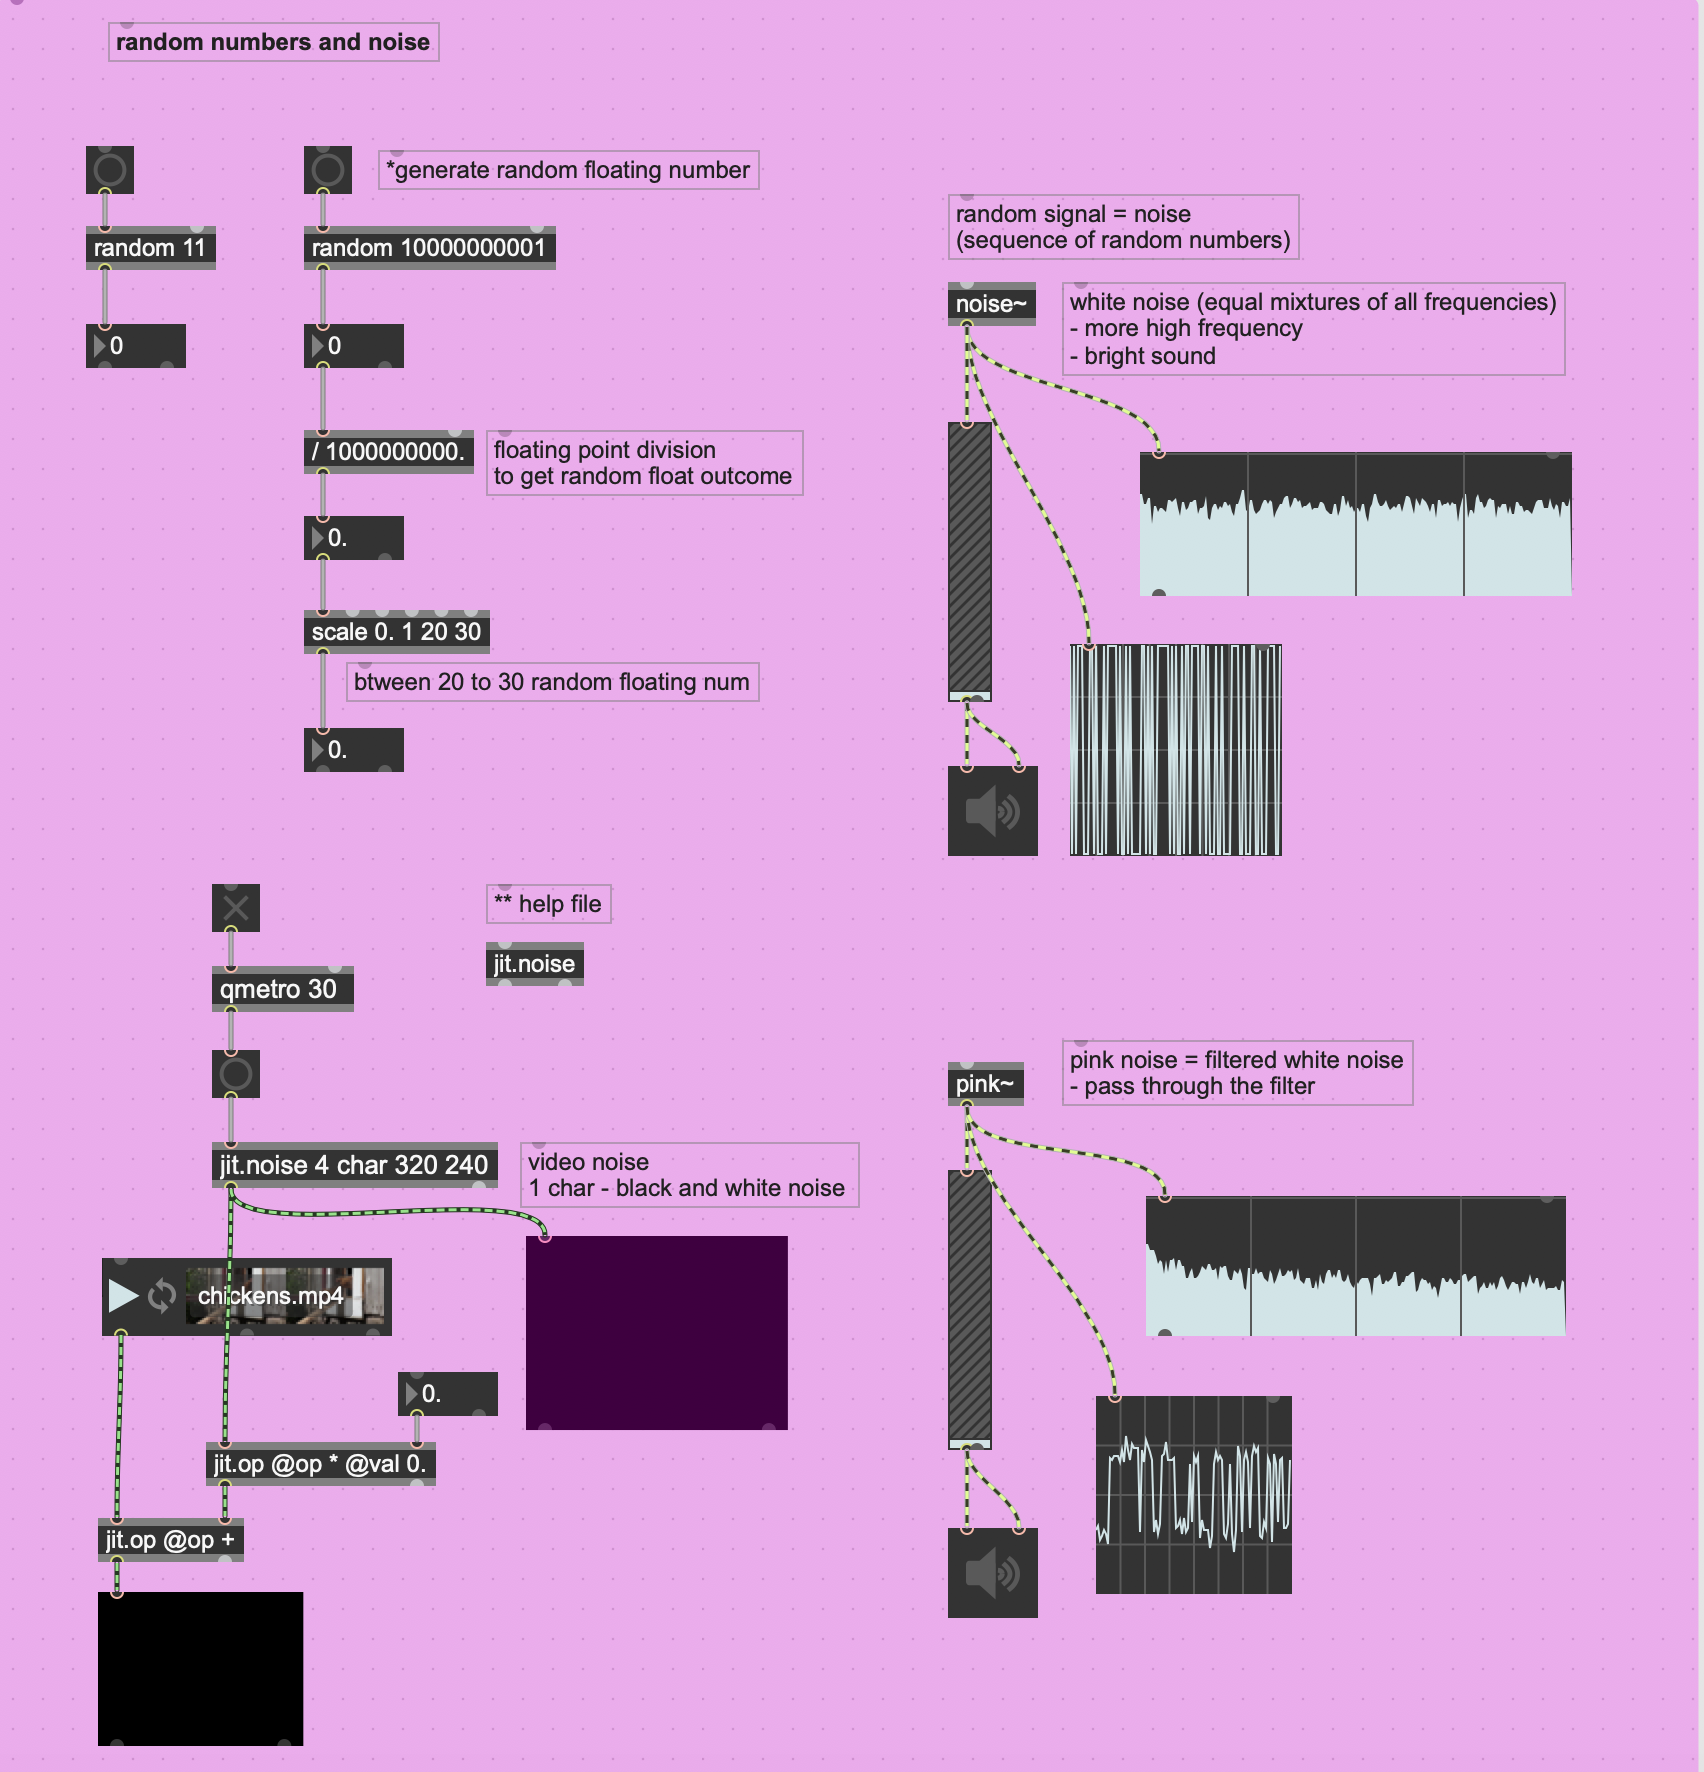 random numbers and noise
*generate random floating number
random 11
random 10000000001
0
0
/ 1000000000.
floating point division
to get random float outcome
0.
scale 0. 1 20 30
btween 20 to 30 random floating num
0.
random signal = noise
(sequence of random numbers)
noise~
white noise (equal mixtures of all frequencies)
- more high frequency
- bright sound
** help file
jit.noise
qmetro 30
jit.noise 4 char 320 240
video noise
1 char - black and white noise
chickens.mp4
0.
jit.op @op * @val 0.
jit.op @op +
pink~
pink noise = filtered white noise
- pass through the filter